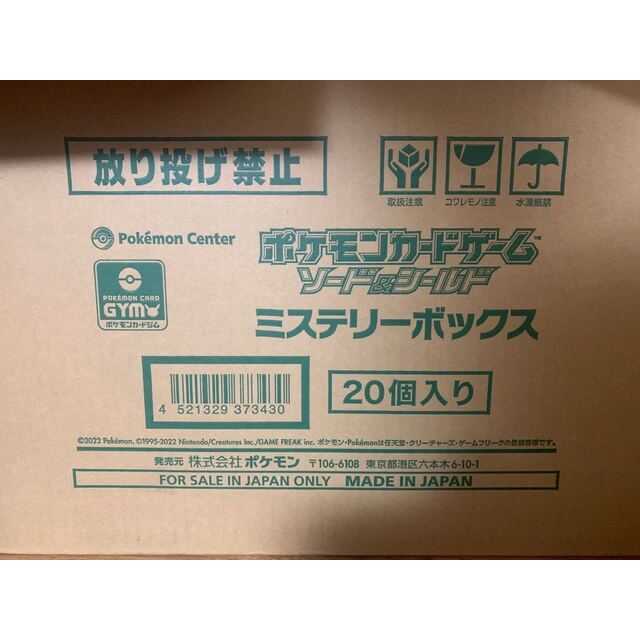 放り投げ禁止
取扱注意
コワレモノ注意
水濡厳禁
Pokémon Center
ポケモンカードゲーム™
ソード&シールド
POKÉMON CARD
GYM
ポケモンカードジム
ミステリーボックス
4 521329 373430
20個入り
©2022 Pokémon. ©1995-2022 Nintendo/Creatures Inc./GAME FREAK inc. ポケモン・Pokémonは任天堂・クリーチャーズ・ゲームフリークの登録商標です。
発売元 株式会社 ポケモン 〒106-6108 東京都港区六本木6-10-1
FOR SALE IN JAPAN ONLY MADE IN JAPAN